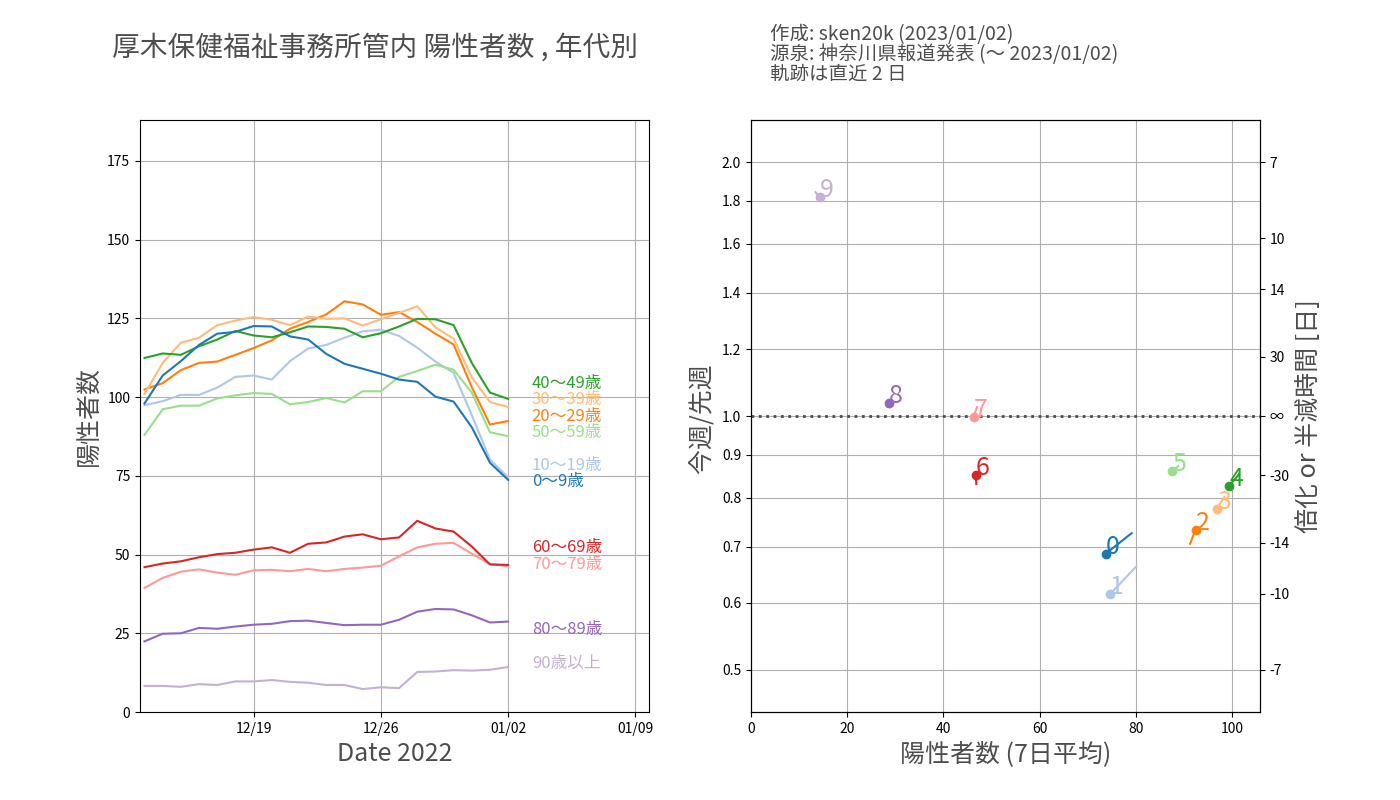 厚木保健福祉事務所管内 陽性者数 , 年代別
作成: sken20k (2023/01/02)
源泉: 神奈川県報道発表 (〜 2023/01/02)
軌跡は直近 2 日
陽性者数
175
150
125
100
75
50
25
0
40〜49歳
30〜39歳
20〜29歳
50〜59歳
10〜19歳
0〜9歳
60〜69歳
70〜79歳
80〜89歳
90歳以上
12/19
12/26
01/02
01/09
Date 2022
今週/先週
2.0
1.8
1.6
1.4
1.2
1.0
0.9
0.8
0.7
0.6
0.5
9
8
7
6
5
4
3
2
0
1
0
20
40
60
80
100
陽性者数 (7日平均)
7
10
14
30
∞
-30
-14
-10
-7
倍化 or 半減時間 [日]